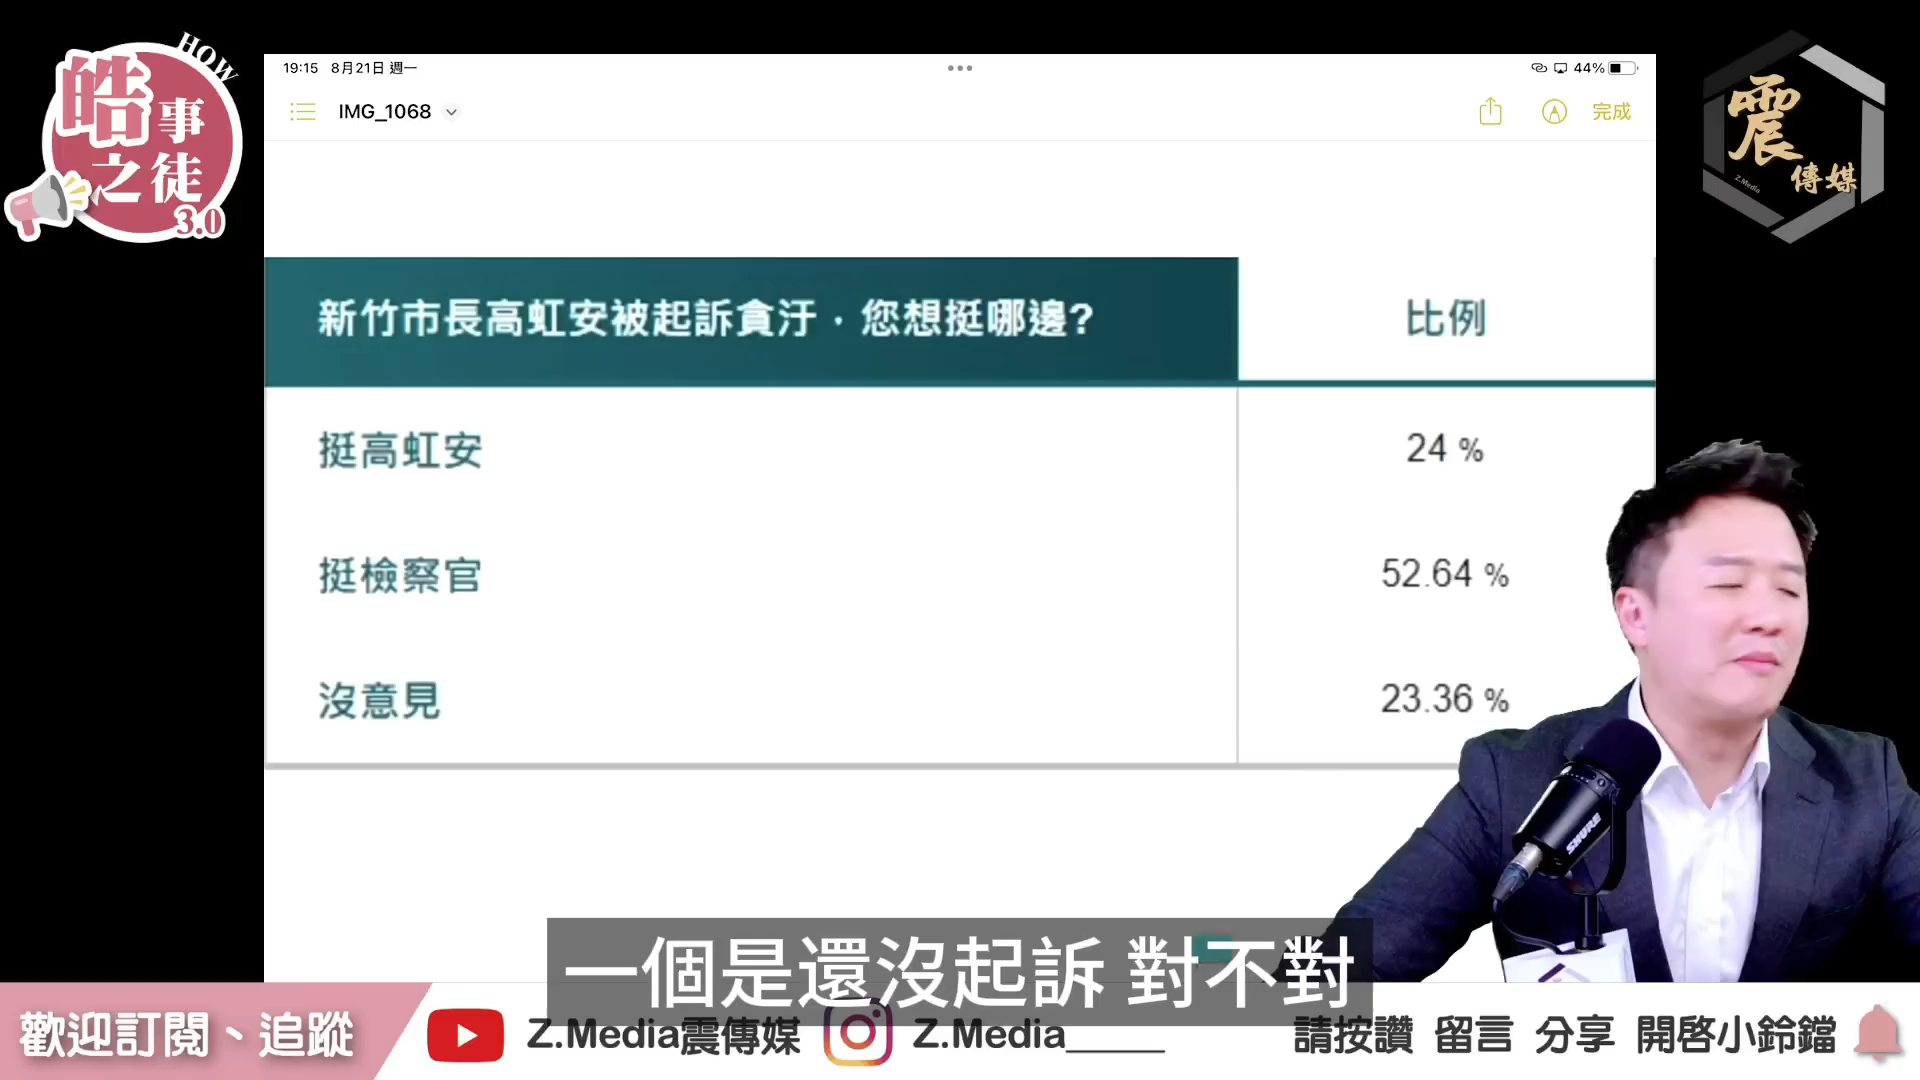 HOW
皓事
之徒
3.0
19:15 8月21日 週一
44%
IMG_1068
完成
震
傳媒
Z.Media
新竹市長高虹安被起訴貪汙，您想挺哪邊?
比例
挺高虹安
24 %
挺檢察官
52.64 %
沒意見
23.36 %
SHURE
一個是還沒起訴 對不對
歡迎訂閱、追蹤
Z.Media震傳媒
Z.Media_____
請按讚 留言 分享 開啓小鈴鐺